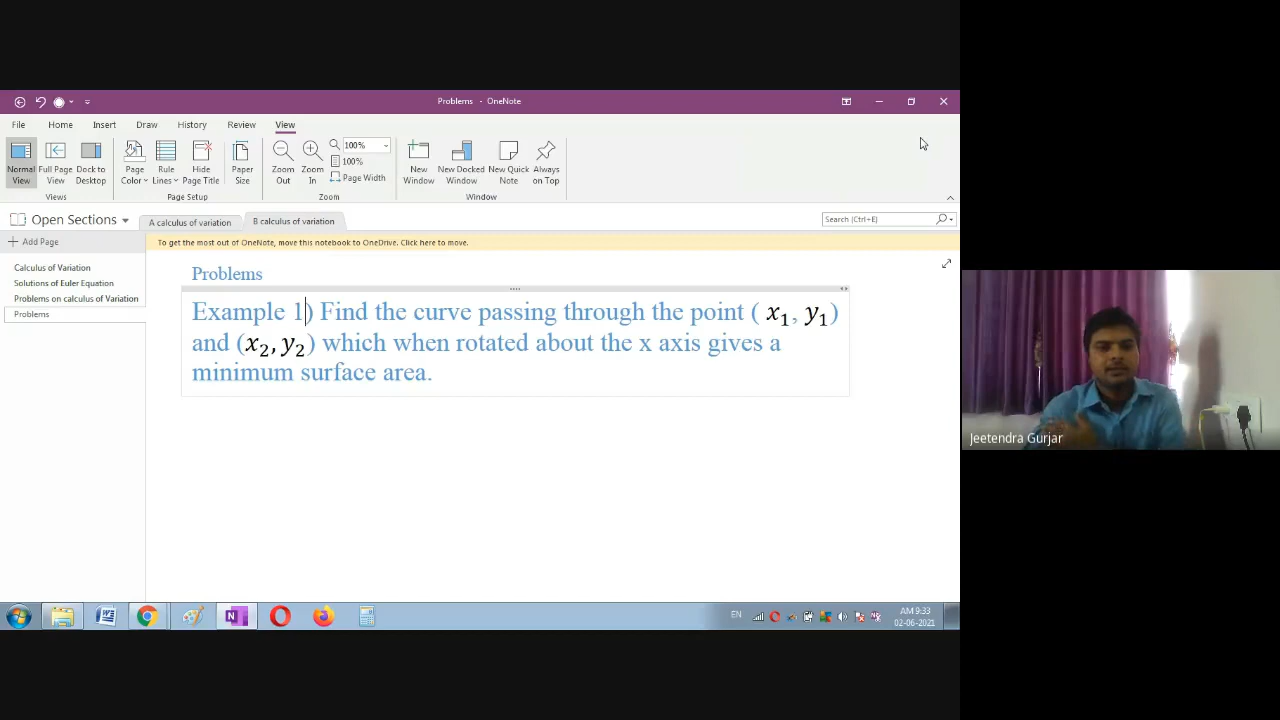 Problems - OneNote
File Home Insert Draw History Review View
Normal View
Full Page View
Dock to Desktop
Page Color
Rule Lines
Hide Page Title
Paper Size
Zoom Out
Zoom In
100%
100%
Page Width
New Window
New Docked Window
New Quick Note
Always on Top
Views Page Setup Zoom Window
Open Sections
A calculus of variation
B calculus of variation
Search (Ctrl+E)
Add Page
To get the most out of OneNote, move this notebook to OneDrive. Click here to move.
Calculus of Variation
Solutions of Euler Equation
Problems on calculus of Variation
Problems
Problems
Example 1) Find the curve passing through the point ( x₁, y₁)
and (x₂, y₂) which when rotated about the x axis gives a
minimum surface area.
Jeetendra Gurjar
EN
AM 9:33
02-06-2021